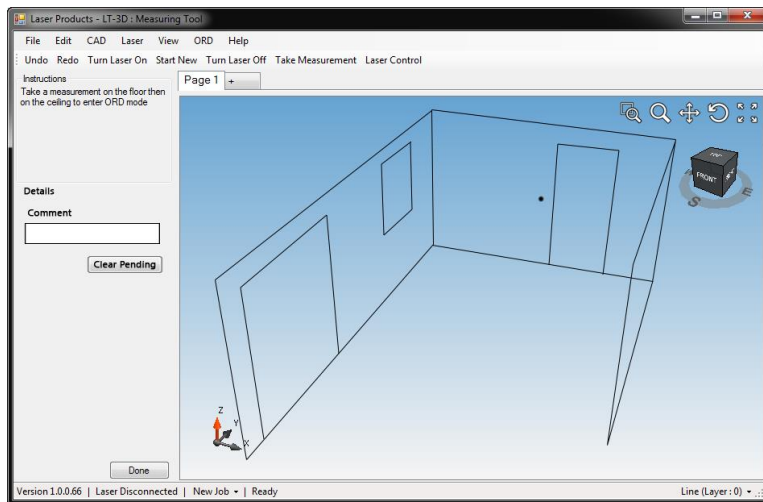 Laser Products - LT-3D : Measuring Tool
File Edit CAD Laser View ORD Help
Undo Redo Turn Laser On Start New Turn Laser Off Take Measurement Laser Control
Instructions
Take a measurement on the floor then
on the ceiling to enter ORD mode
Page 1 +
FRONT
S
E
Details
Comment
Clear Pending
Z
Y
X
Done
Version 1.0.0.66 | Laser Disconnected | New Job | Ready
Line (Layer : 0)